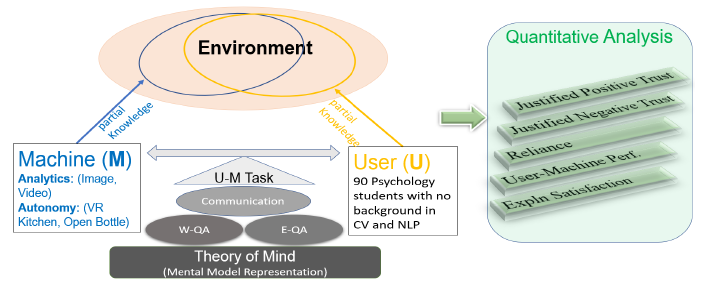 Environment
partial
Knowledge
partial
Knowledge
Machine (M)
Analytics: (Image,
Video)
Autonomy: (VR
Kitchen, Open Bottle)
U-M Task
Communication
W-QA
E-QA
Theory of Mind
(Mental Model Representation)
User (U)
90 Psychology
students with no
background in
CV and NLP
Quantitative Analysis
Justified Positive Trust
Justified Negative Trust
Reliance
User-Machine Perf.
Expln Satisfaction